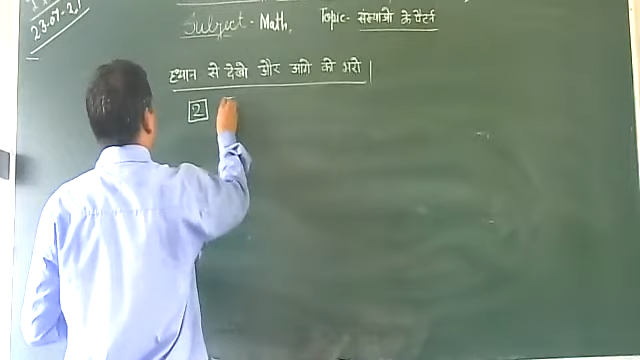 23-07-21
Subject - Math, Topic- संख्याओं के पैटर्न
ध्यान से देखो और आगे को भरो
2